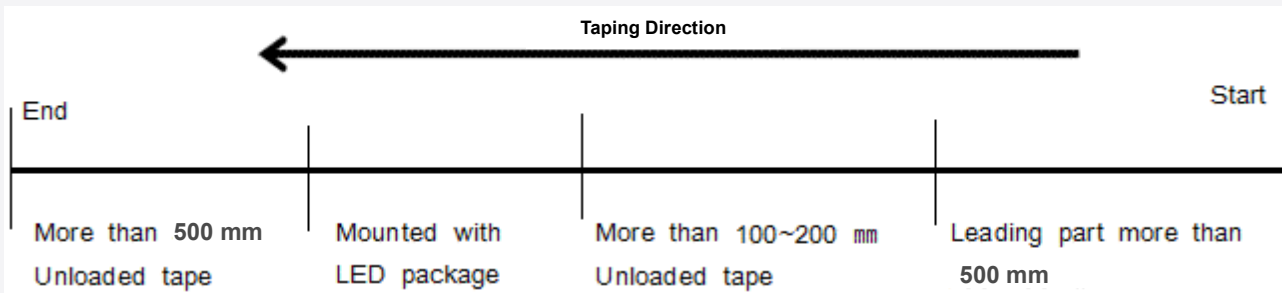 Taping Direction
End
Start
More than 500 mm
Unloaded tape
Mounted with
LED package
More than 100~200 mm
Unloaded tape
Leading part more than
500 mm